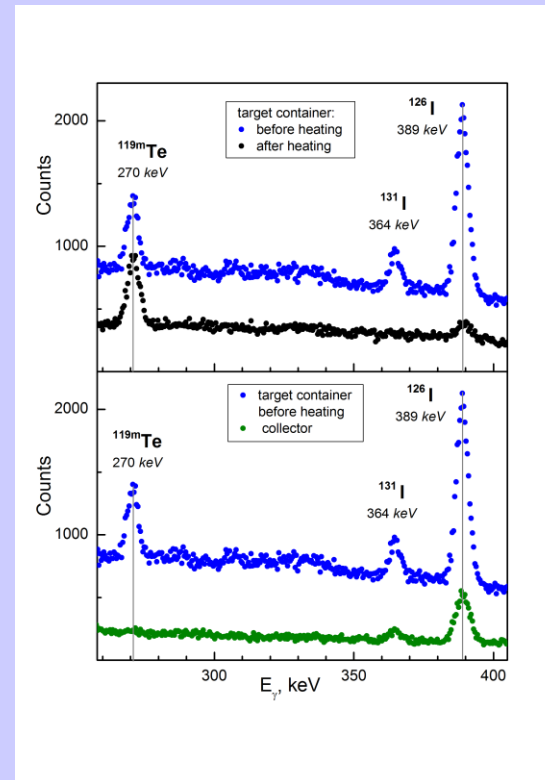 target container:
before heating
after heating
¹²⁶I
389 keV
¹¹⁹ᵐTe
270 keV
¹³¹I
364 keV
2000
1000
Counts
target container
before heating
collector
¹²⁶I
389 keV
¹¹⁹ᵐTe
270 keV
¹³¹I
364 keV
2000
1000
Counts
300
350
400
Eᵧ, keV